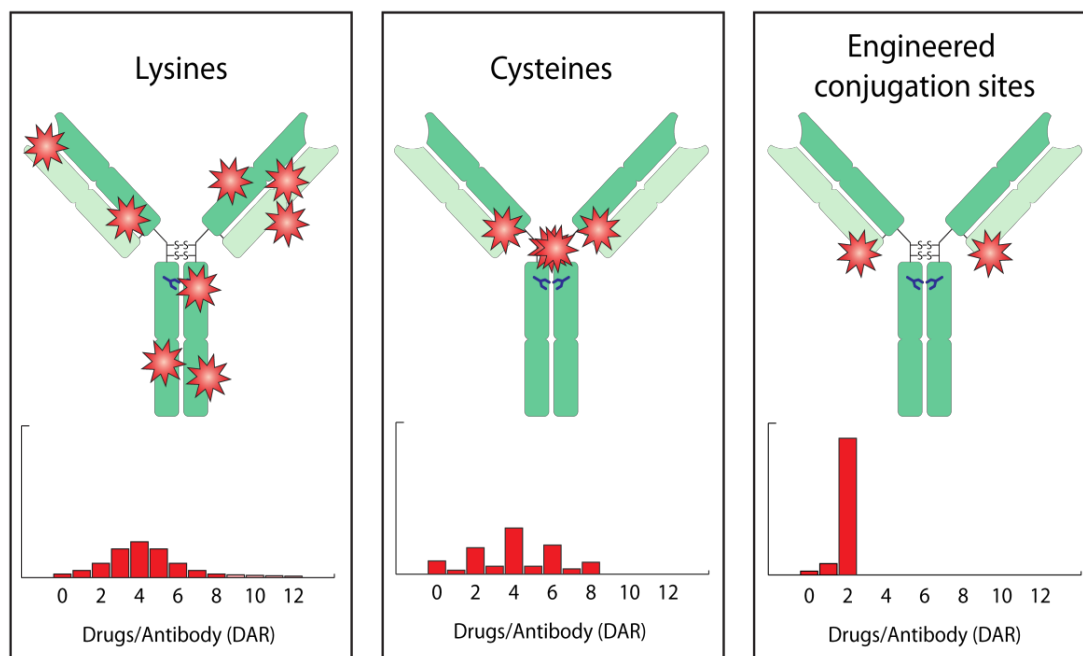 Lysines
S-S
S-S
0 2 4 6 8 10 12
Drugs/Antibody (DAR)
Cysteines
0 2 4 6 8 10 12
Drugs/Antibody (DAR)
Engineered
conjugation sites
S-S
S-S
0 2 4 6 8 10 12
Drugs/Antibody (DAR)